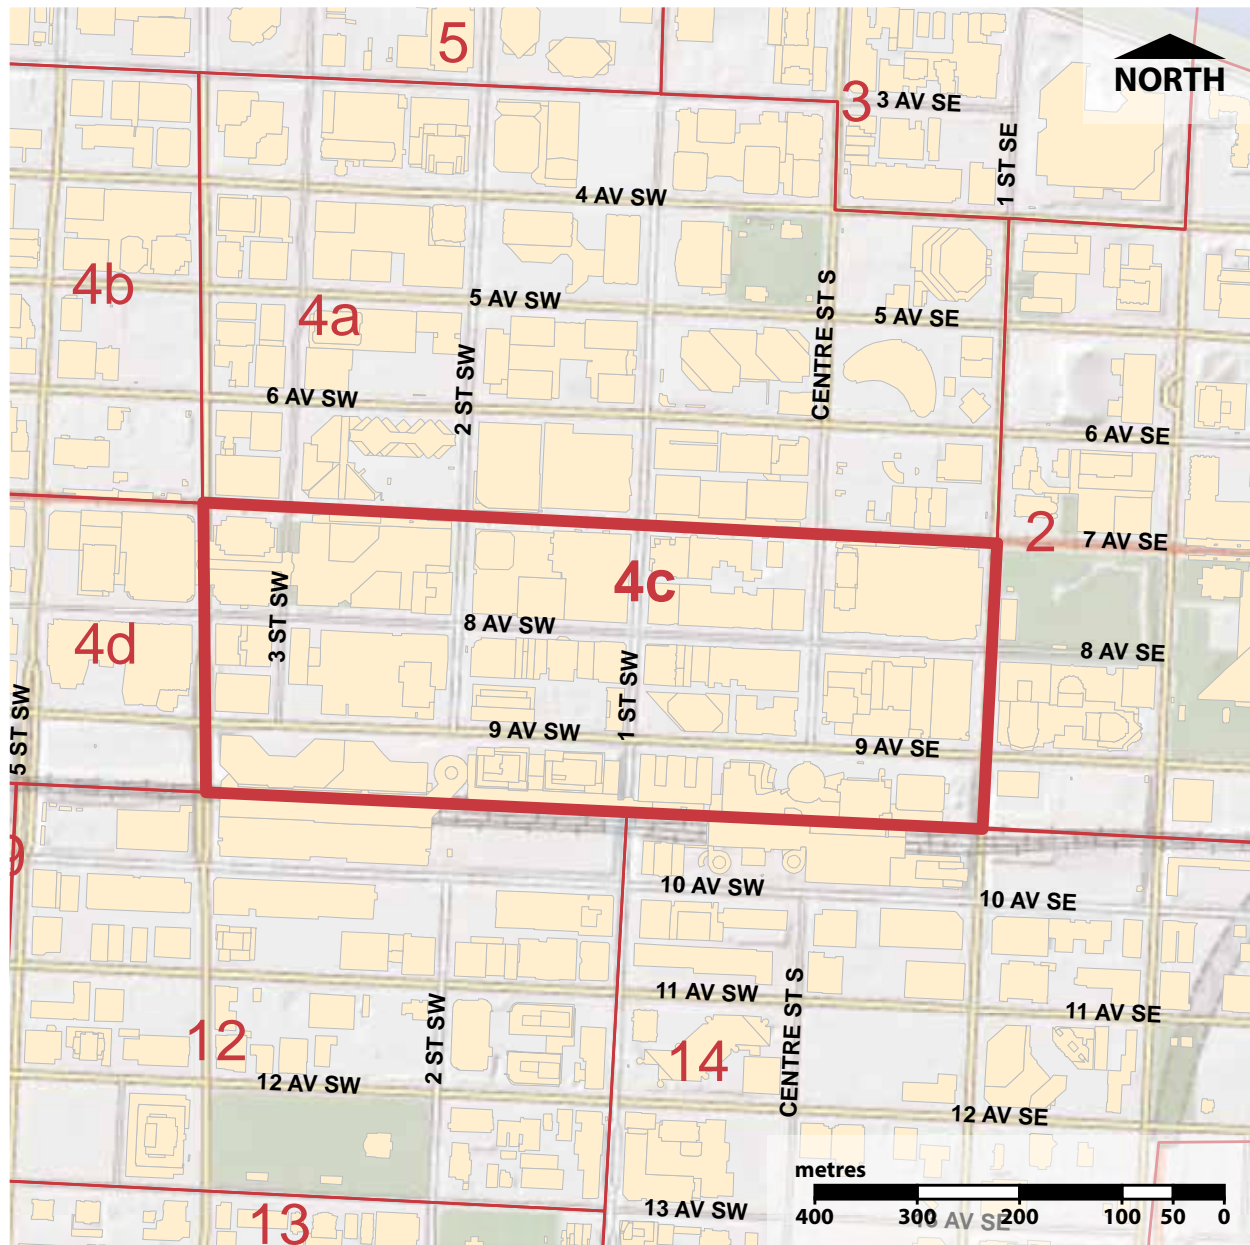 5
NORTH
3
3 AV SE
1 ST SE
4 AV SW
4b
4a
5 AV SW
CENTRE ST S
5 AV SE
2 ST SW
6 AV SW
6 AV SE
2
7 AV SE
4c
3 ST SW
8 AV SW
4d
8 AV SE
1 ST SW
5 ST SW
9 AV SW
9 AV SE
9
10 AV SW
10 AV SE
11 AV SW
CENTRE ST S
11 AV SE
2 ST SW
12
14
12 AV SW
12 AV SE
metres
13
13 AV SW
400 300 200 100 50 0